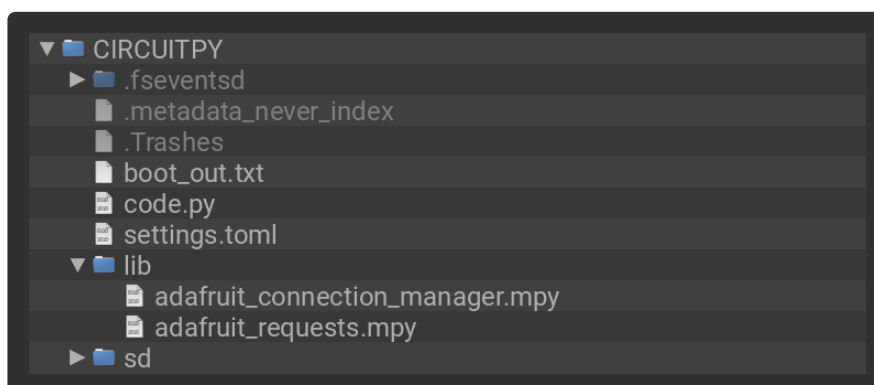 CIRCUITPY
.fseventsd
.metadata_never_index
.Trashes
boot_out.txt
code.py
settings.toml
lib
adafruit_connection_manager.mpy
adafruit_requests.mpy
sd